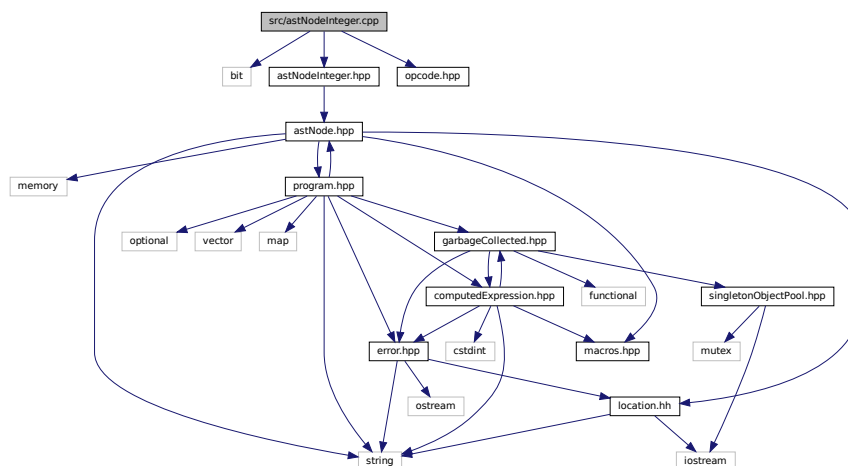 src/astNodeInteger.cpp
bit
astNodeInteger.hpp
opcode.hpp
astNode.hpp
memory
program.hpp
optional
vector
map
garbageCollected.hpp
computedExpression.hpp
functional
singletonObjectPool.hpp
error.hpp
cstdint
macros.hpp
mutex
ostream
location.hh
string
iostream